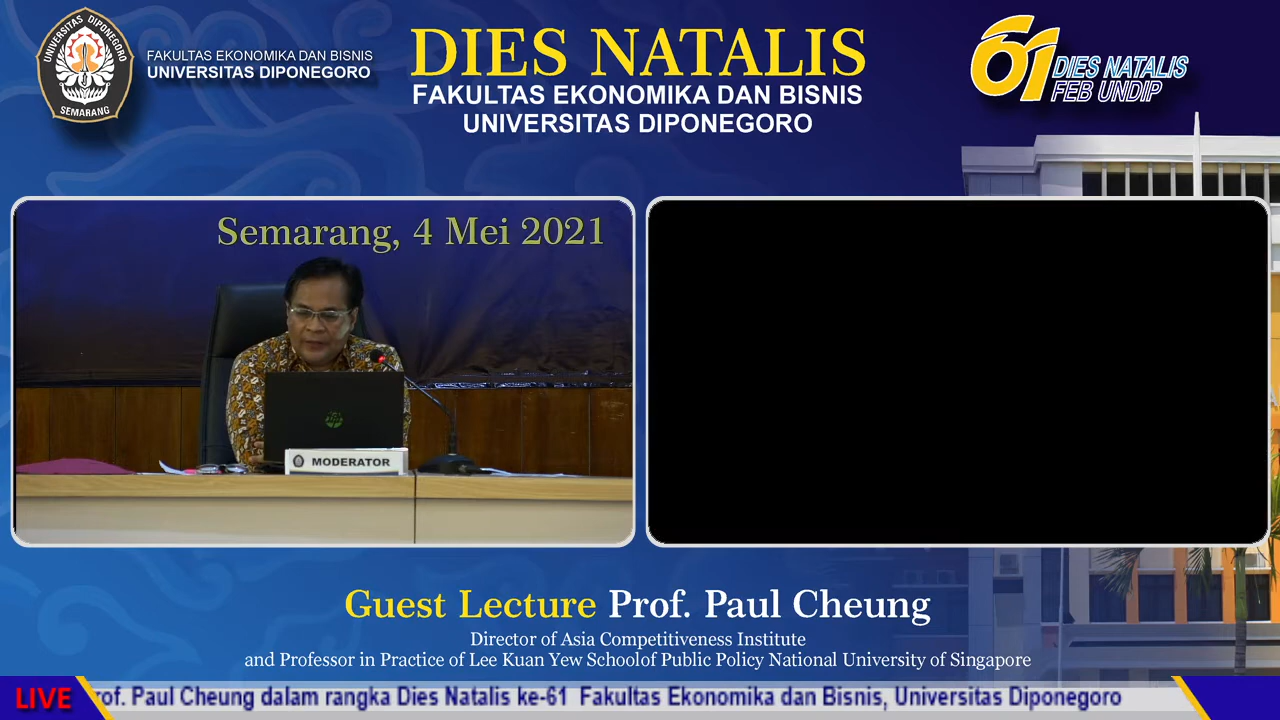 UNIVERSITAS DIPONEGORO
SEMARANG
FAKULTAS EKONOMIKA DAN BISNIS
UNIVERSITAS DIPONEGORO
DIES NATALIS
FAKULTAS EKONOMIKA DAN BISNIS
UNIVERSITAS DIPONEGORO
61 DIES NATALIS
FEB UNDIP
Semarang, 4 Mei 2021
MODERATOR
Guest Lecture Prof. Paul Cheung
Director of Asia Competitiveness Institute
and Professor in Practice of Lee Kuan Yew Schoolof Public Policy National University of Singapore
LIVE
rof. Paul Cheung dalam rangka Dies Natalis ke-61 Fakultas Ekonomika dan Bisnis, Universitas Diponegoro